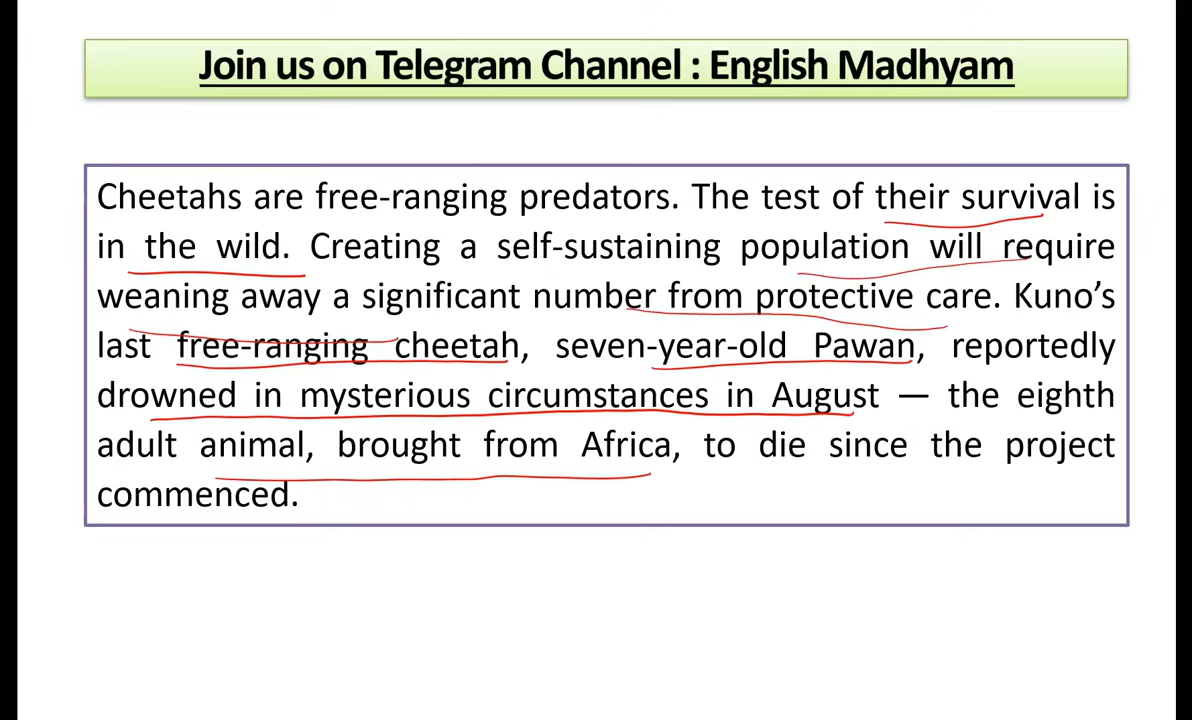 Join us on Telegram Channel : English Madhyam
Cheetahs are free-ranging predators. The test of their survival is
in the wild. Creating a self-sustaining population will require
weaning away a significant number from protective care. Kuno’s
last free-ranging cheetah, seven-year-old Pawan, reportedly
drowned in mysterious circumstances in August — the eighth
adult animal, brought from Africa, to die since the project
commenced.